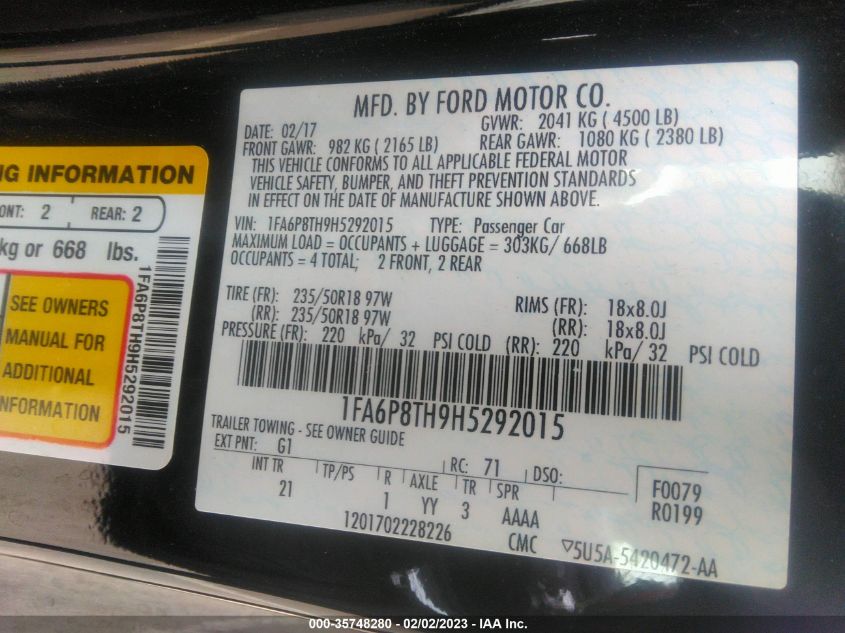 NG INFORMATION
ONT: 2 REAR: 2
kg or 668 lbs.
SEE OWNERS
MANUAL FOR
ADDITIONAL
INFORMATION
1FA6P8TH9H5292015
MFD. BY FORD MOTOR CO.
DATE: 02/17 GVWR: 2041 KG ( 4500 LB)
FRONT GAWR: 982 KG ( 2165 LB) REAR GAWR: 1080 KG ( 2380 LB)
THIS VEHICLE CONFORMS TO ALL APPLICABLE FEDERAL MOTOR
VEHICLE SAFETY, BUMPER, AND THEFT PREVENTION STANDARDS
IN EFFECT ON THE DATE OF MANUFACTURE SHOWN ABOVE.
VIN: 1FA6P8TH9H5292015 TYPE: Passenger Car
MAXIMUM LOAD = OCCUPANTS + LUGGAGE = 303KG/ 668LB
OCCUPANTS = 4 TOTAL; 2 FRONT, 2 REAR
TIRE (FR): 235/50R18 97W RIMS (FR): 18x8.0J
(RR): 235/50R18 97W (RR): 18x8.0J
PRESSURE (FR): 220 kPa/ 32 PSI COLD (RR): 220 kPa/ 32 PSI COLD
1FA6P8TH9H5292015
TRAILER TOWING - SEE OWNER GUIDE
EXT PNT: G1 RC: 71 DSO: F0079
INT TR TP/PS R AXLE TR SPR R0199
21 1 YY 3 AAAA
1201702228226 CMC ▽5U5A-5420472-AA
000-35748280 - 02/02/2023 - IAA Inc.